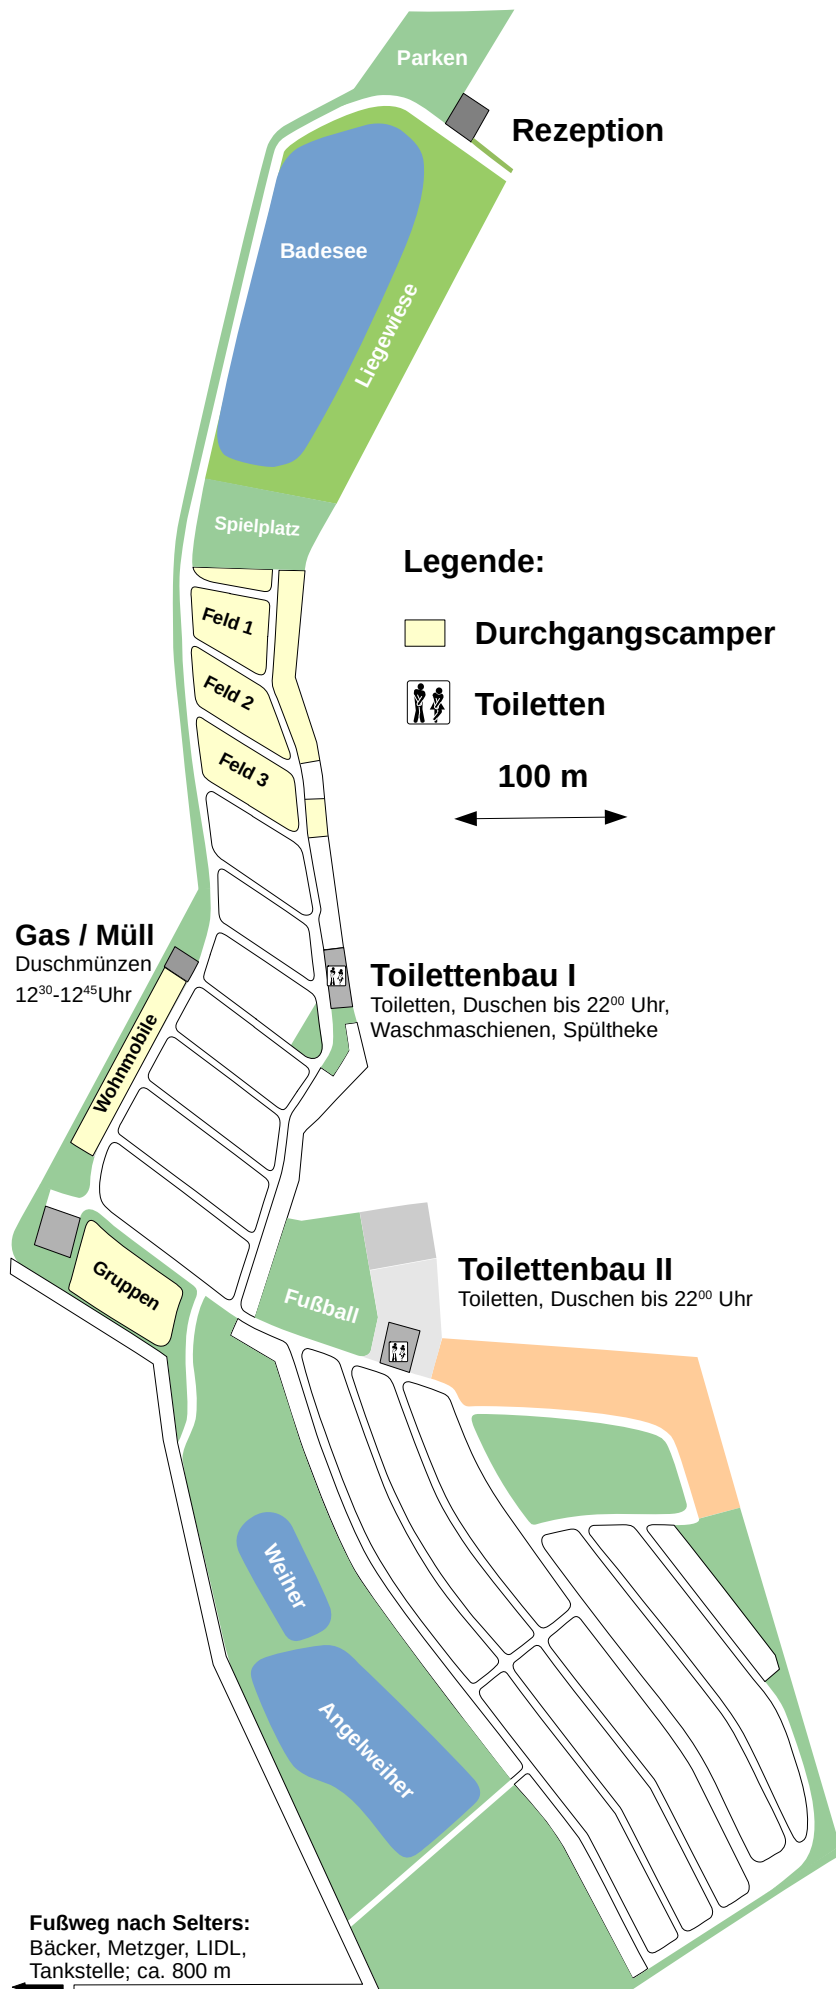 Parken
Rezeption
Badesee
Liegewiese
Spielplatz
Legende:
Feld 1
Durchgangscamper
Feld 2
Toiletten
Feld 3
100 m
Gas / Müll
Duschmünzen
12³⁰-12⁴⁵Uhr
Toilettenbau I
Toiletten, Duschen bis 22⁰⁰ Uhr,
Waschmaschienen, Spültheke
Wohnmobile
Gruppen
Fußball
Toilettenbau II
Toiletten, Duschen bis 22⁰⁰ Uhr
Weiher
Angelweiher
Fußweg nach Selters:
Bäcker, Metzger, LIDL,
Tankstelle; ca. 800 m